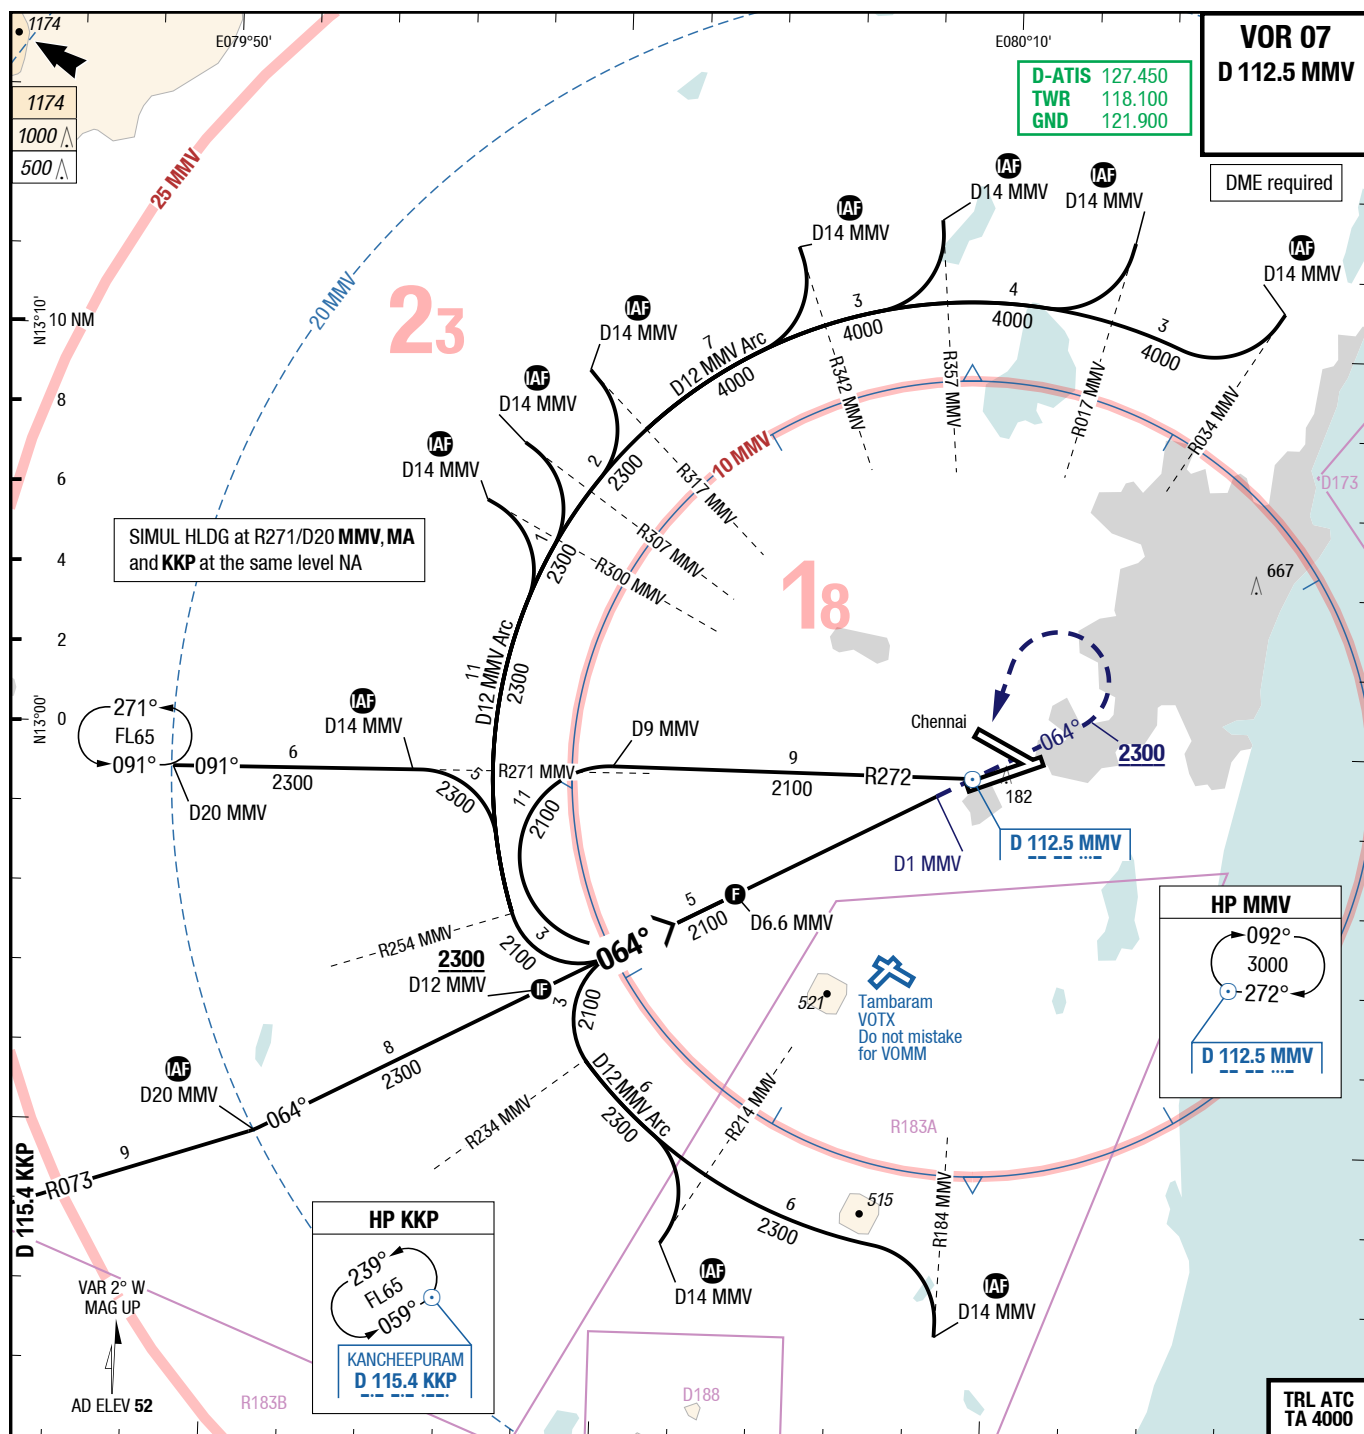 1174
E079°50'
E080°10'
VOR 07
D 112.5 MMV
D-ATIS 127.450
TWR 118.100
GND 121.900
1174
1000
500
DME required
25 MMV
20 MMV
IAF
D14 MMV
IAF
D14 MMV
IAF
D14 MMV
IAF
D14 MMV
IAF
D14 MMV
IAF
D14 MMV
IAF
D14 MMV
N13°10'
10 NM
8
6
4
2
0
N13°00'
23
18
7
D12 MMV Arc
4000
3
4000
4
4000
3
4000
R342 MMV
R357 MMV
R017 MMV
R034 MMV
10 MMV
2
2300
R317 MMV
R307 MMV
R300 MMV
1
2300
D173
667
SIMUL HLDG at R271/D20 MMV, MA
and KKP at the same level NA
11
D12 MMV Arc
2300
271°
FL65
091°
091°
6
2300
D20 MMV
IAF
D14 MMV
5
2300
R271 MMV
D9 MMV
9
2100
R272
11
2100
Chennai
064°
2300
182
D 112.5 MMV
D1 MMV
5
2100
F
D6.6 MMV
064°
R254 MMV
3
2100
2300
D12 MMV
IF
3
2100
HP MMV
092°
3000
272°
D 112.5 MMV
521
Tambaram
VOTX
Do not mistake
for VOMM
8
2300
IAF
D20 MMV
064°
9
R073
D 115.4 KKP
R234 MMV
D12 MMV Arc
6
2300
R214 MMV
R183A
6
2300
515
R184 MMV
IAF
D14 MMV
IAF
D14 MMV
HP KKP
239°
FL65
059°
KANCHEEPURAM
D 115.4 KKP
VAR 2° W
MAG UP
AD ELEV 52
R183B
D188
TRL ATC
TA 4000